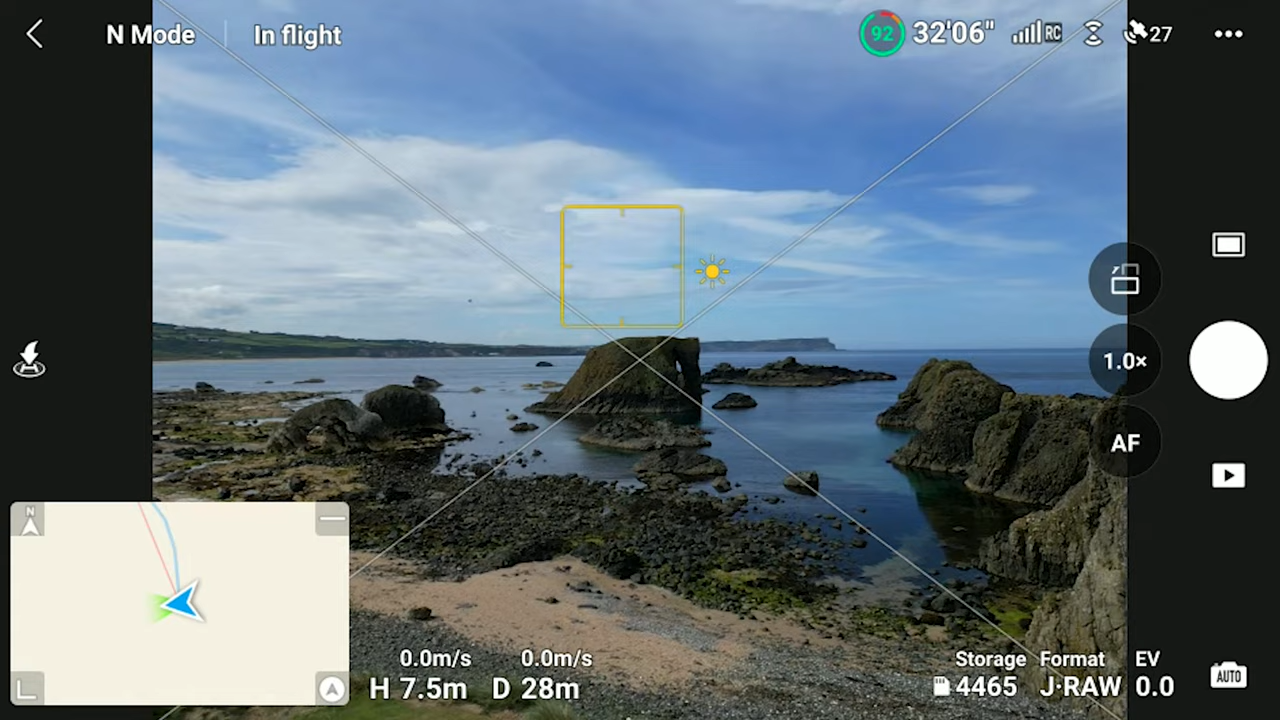 N Mode
In flight
92
32'06"
RC
27
1.0×
AF
N
0.0m/s
0.0m/s
H 7.5m
D 28m
Storage
4465
Format
J·RAW
EV
0.0
AUTO